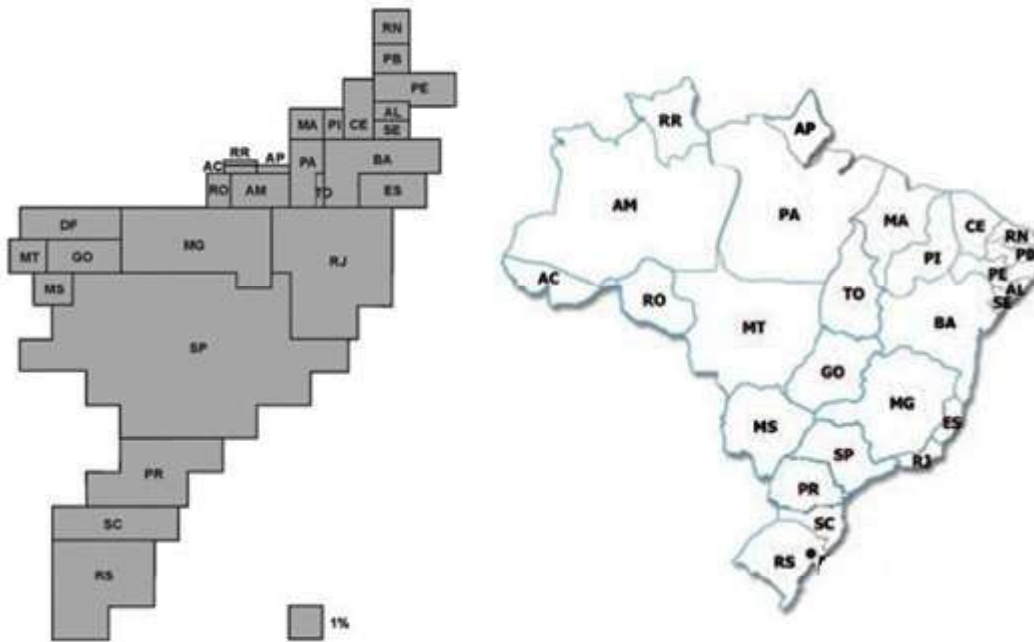 RN
PB
PE
AL
SE
CE
MA
PI
BA
PA
RR
AP
AC
RO
AM
TO
ES
DF
MG
RJ
MT
GO
MS
SP
PR
SC
RS
1%
RR
AP
AM
PA
MA
CE
RN
PB
PI
PE
AL
SE
AC
RO
TO
BA
MT
GO
MG
ES
MS
SP
RJ
PR
SC
RS